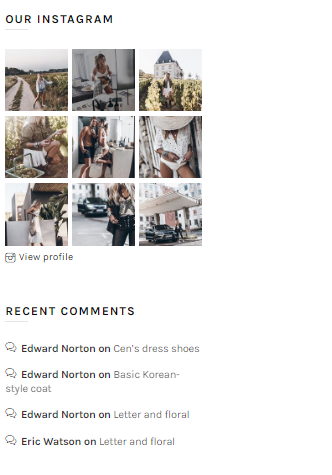 OUR INSTAGRAM
View profile
RECENT COMMENTS
Edward Norton on Cen's dress shoes
Edward Norton on Basic Korean-
style coat
Edward Norton on Letter and floral
Eric Watson on Letter and floral